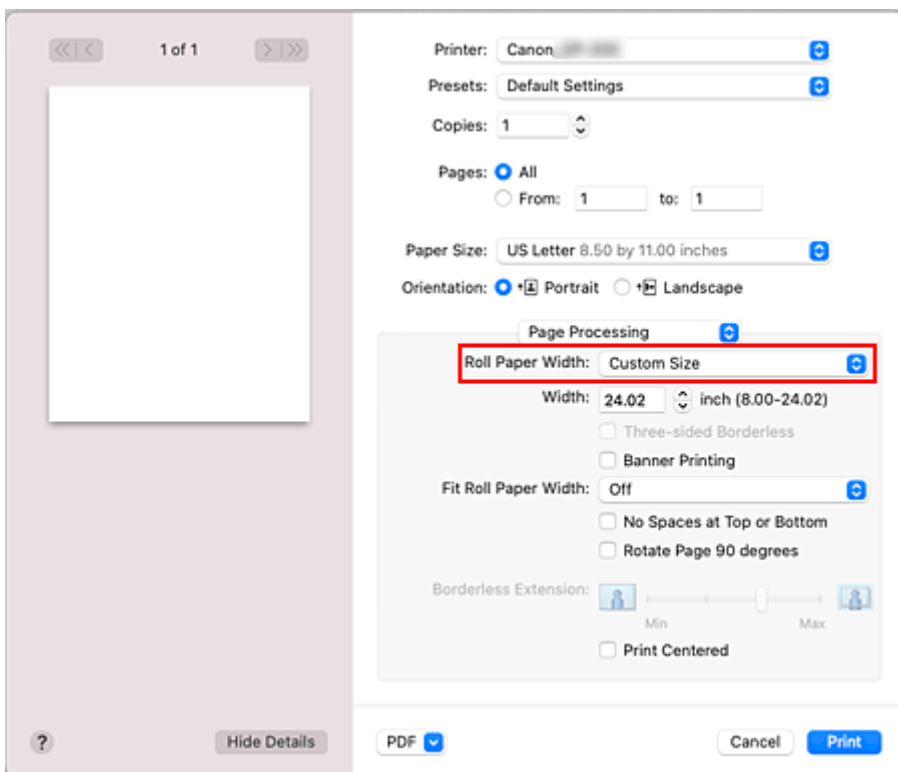 1 of 1
Printer: Canon
Presets: Default Settings
Copies: 1
Pages: All
From: 1 to: 1
Paper Size: US Letter 8.50 by 11.00 inches
Orientation: Portrait Landscape
Page Processing
Roll Paper Width: Custom Size
Width: 24.02 inch (8.00-24.02)
Three-sided Borderless
Banner Printing
Fit Roll Paper Width: Off
No Spaces at Top or Bottom
Rotate Page 90 degrees
Borderless Extension:
Min Max
Print Centered
? Hide Details PDF Cancel Print